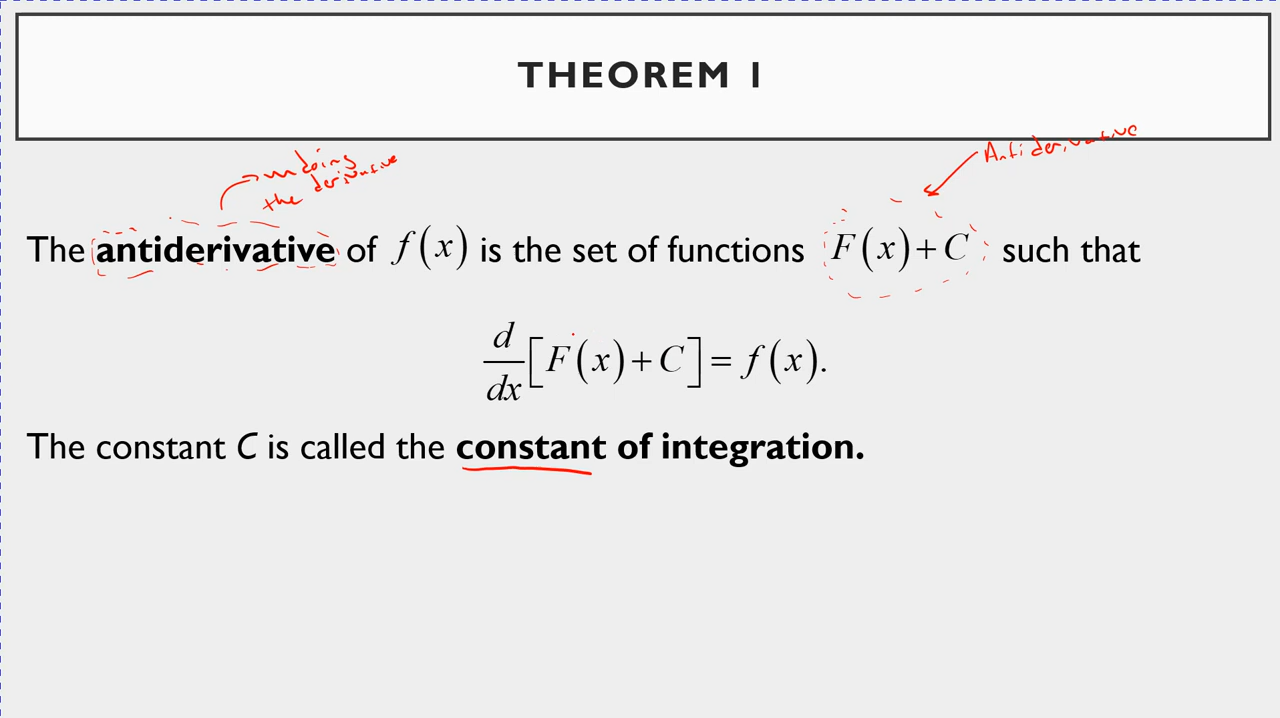 THEOREM 1
Antiderivative
undoing
the derivative
The antiderivative of f(x) is the set of functions F(x) + C such that
d/dx [F(x) + C] = f(x).
The constant C is called the constant of integration.